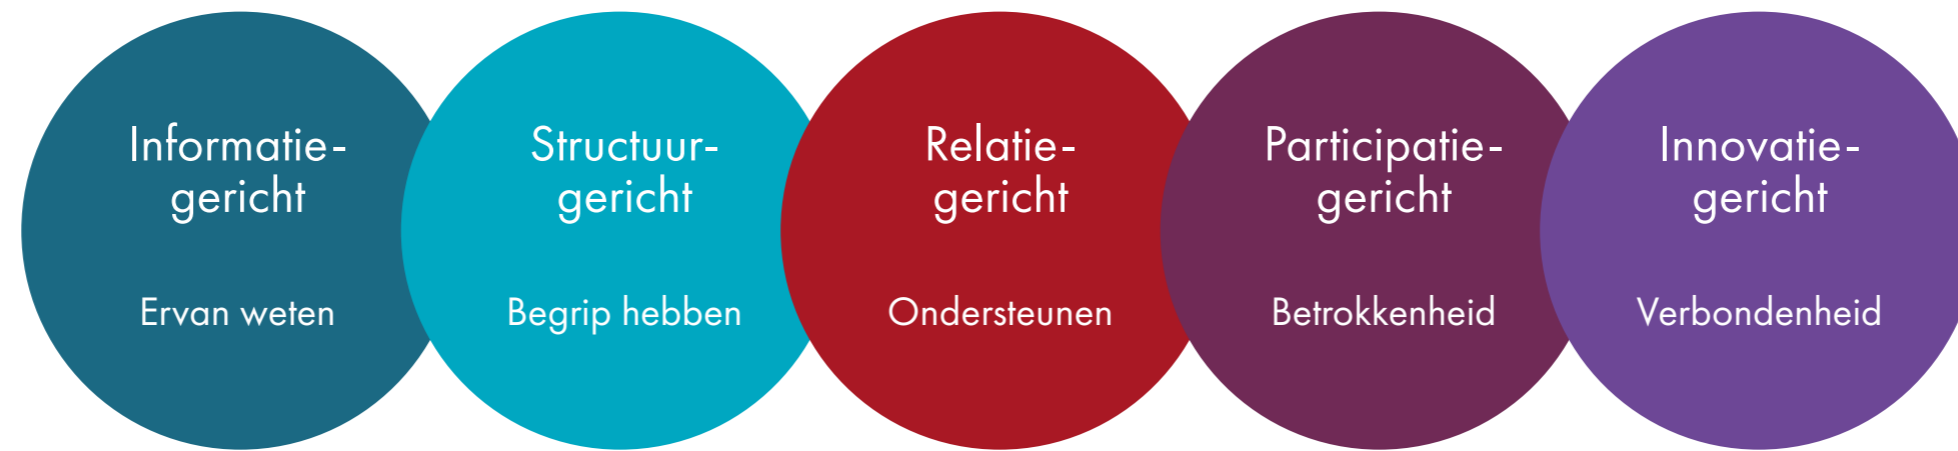 Informatie-
gericht
Ervan weten
Structuur-
gericht
Begrip hebben
Relatie-
gericht
Ondersteunen
Participatie-
gericht
Betrokkenheid
Innovatie-
gericht
Verbondenheid